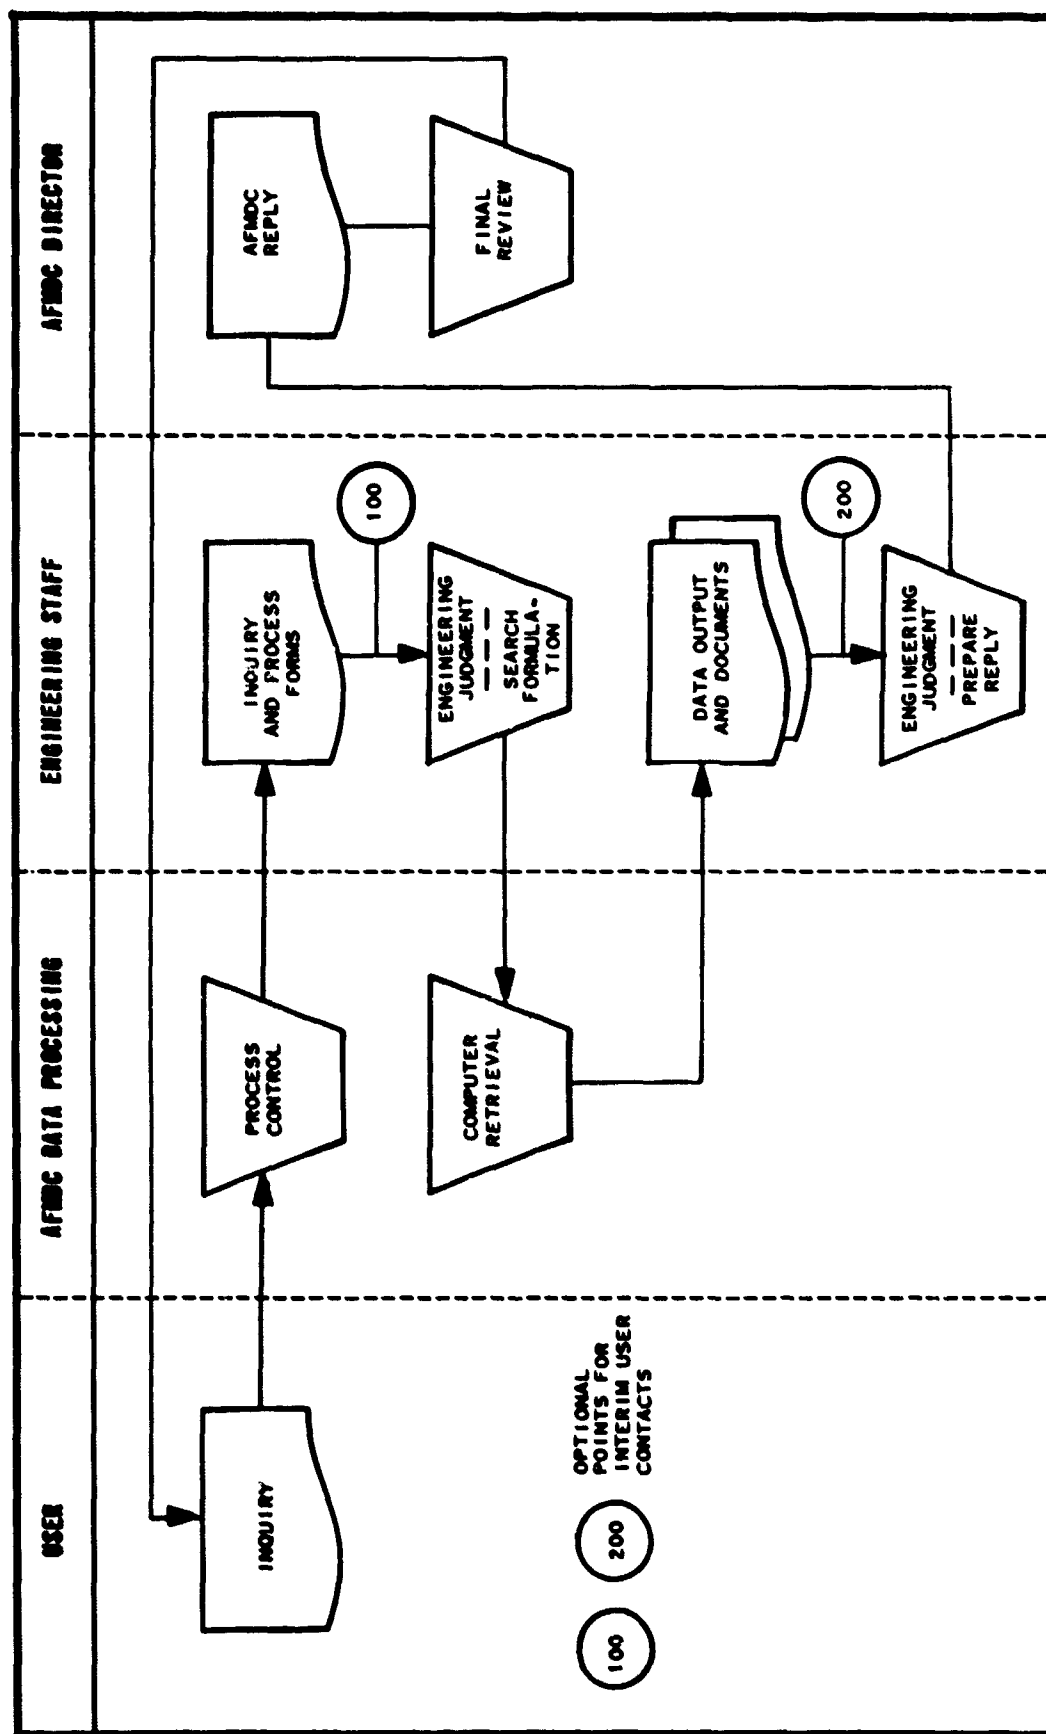 USER
AFMDC DATA PROCESSING
ENGINEERING STAFF
AFMDC DIRECTOR
INQUIRY
PROCESS
CONTROL
INQUIRY
AND PROCESS
FORMS
100
AFMDC
REPLY
COMPUTER
RETRIEVAL
ENGINEERING
JUDGMENT
SEARCH
FORMULA-
TION
FINAL
REVIEW
100
200
OPTIONAL
POINTS FOR
INTERIM USER
CONTACTS
DATA OUTPUT
AND DOCUMENTS
200
ENGINEERING
JUDGMENT
PREPARE
REPLY